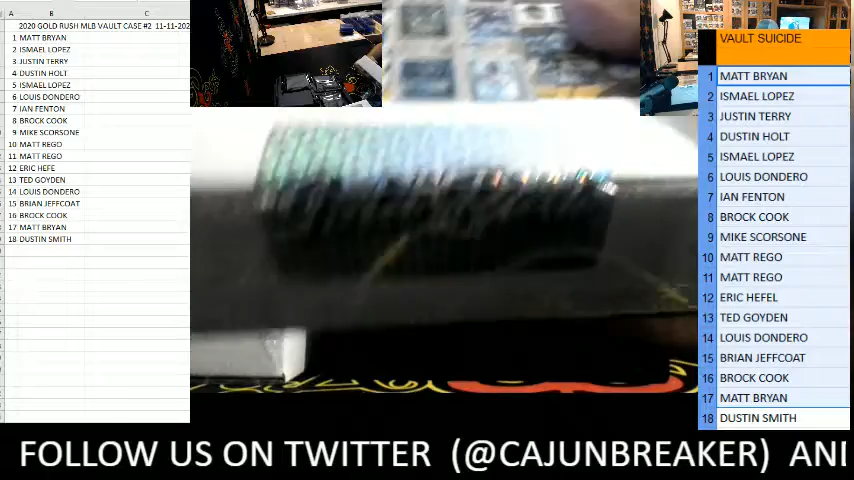 A B C
2020 GOLD RUSH MLB VAULT CASE #2 11-11-202
1 MATT BRYAN
2 ISMAEL LOPEZ
3 JUSTIN TERRY
4 DUSTIN HOLT
5 ISMAEL LOPEZ
6 LOUIS DONDERO
7 IAN FENTON
8 BROCK COOK
9 MIKE SCORSONE
10 MATT REGO
11 MATT REGO
12 ERIC HEFE
13 TED GOYDEN
14 LOUIS DONDERO
15 BRIAN JEFFCOAT
16 BROCK COOK
17 MATT BRYAN
18 DUSTIN SMITH
VAULT SUICIDE
1 MATT BRYAN
2 ISMAEL LOPEZ
3 JUSTIN TERRY
4 DUSTIN HOLT
5 ISMAEL LOPEZ
6 LOUIS DONDERO
7 IAN FENTON
8 BROCK COOK
9 MIKE SCORSONE
10 MATT REGO
11 MATT REGO
12 ERIC HEFEL
13 TED GOYDEN
14 LOUIS DONDERO
15 BRIAN JEFFCOAT
16 BROCK COOK
17 MATT BRYAN
18 DUSTIN SMITH
FOLLOW US ON TWITTER (@CAJUNBREAKER) ANI